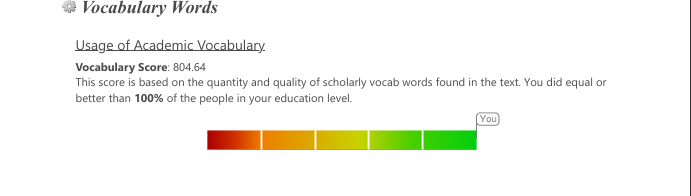 Vocabulary Words
Usage of Academic Vocabulary
Vocabulary Score: 804.64
This score is based on the quantity and quality of scholarly vocab words found in the text. You did equal or
better than 100% of the people in your education level.
You